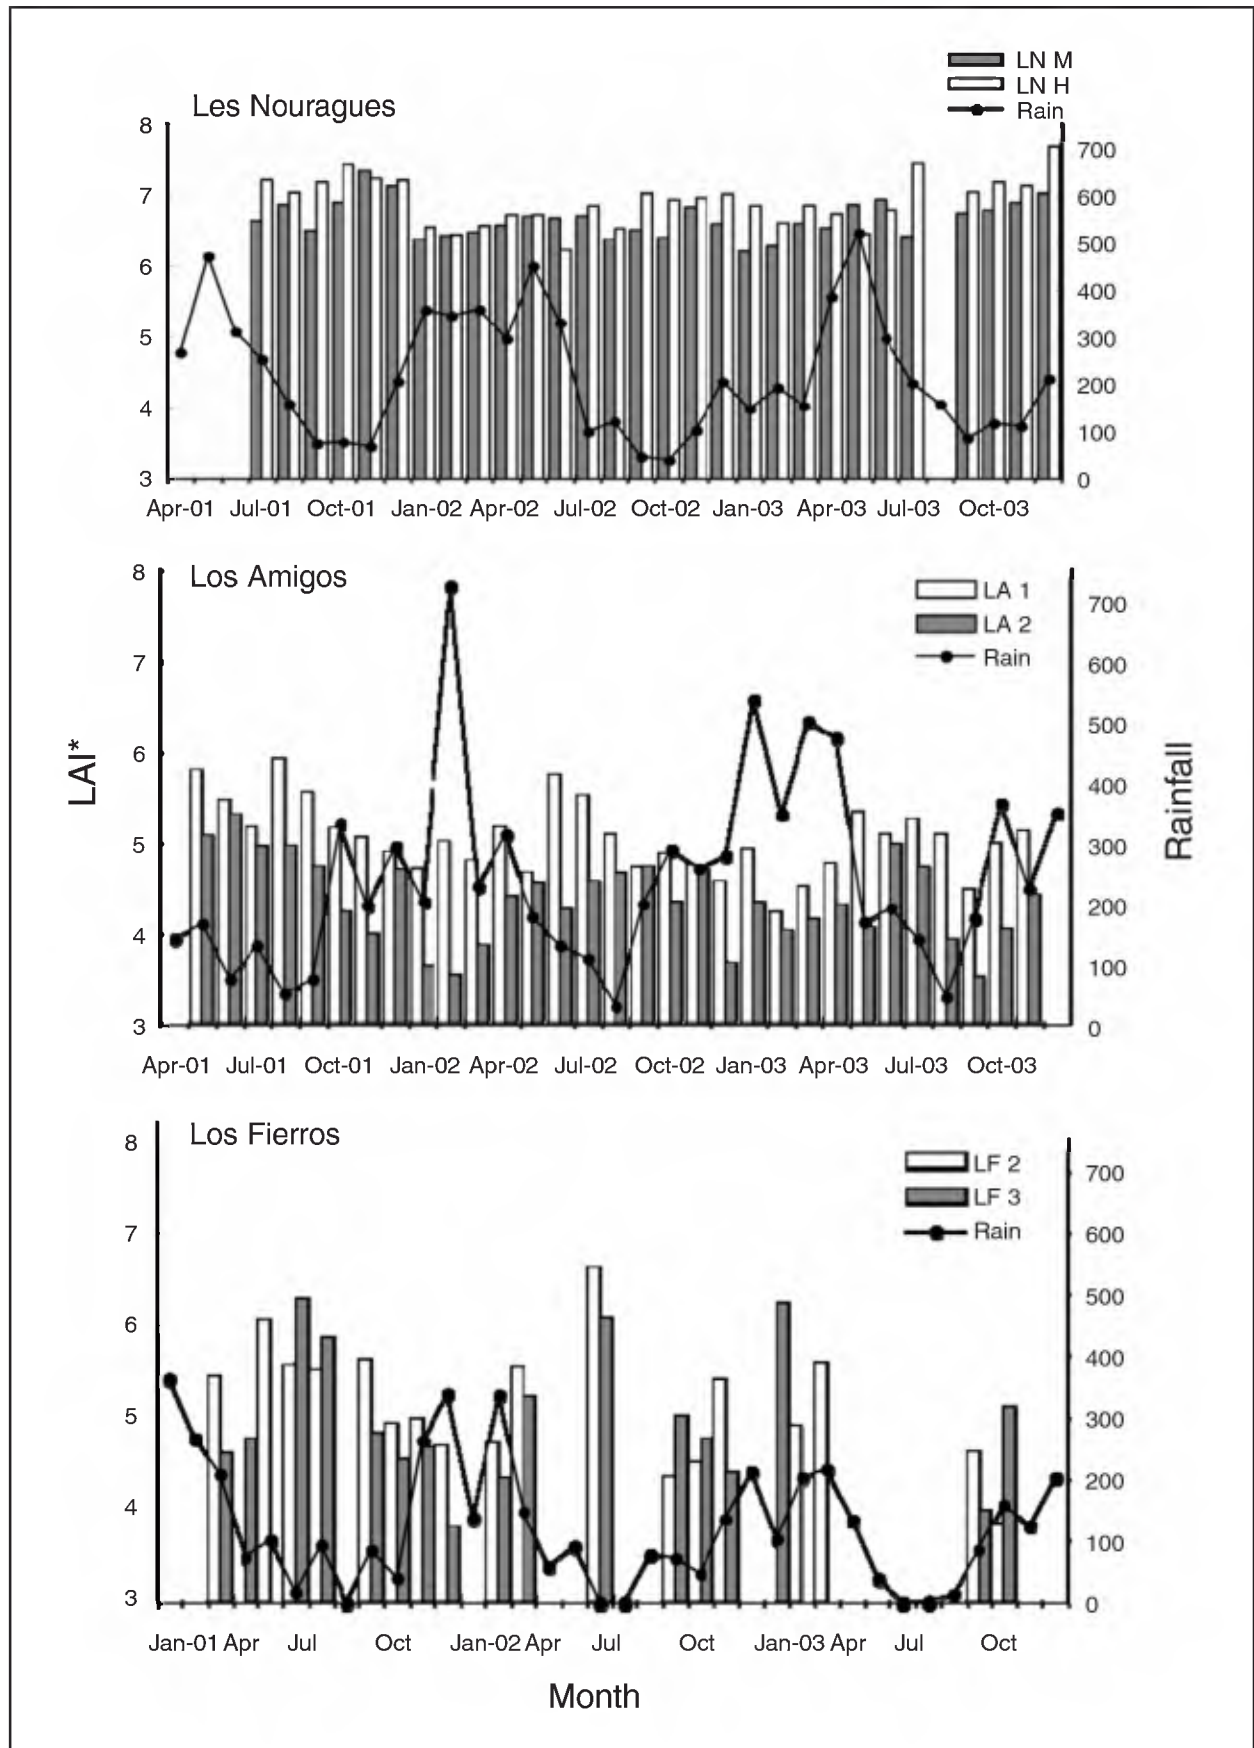 LN M
LN H
Rain
Les Nouragues
8
7
6
5
4
3
700
600
500
400
300
200
100
0
Apr-01 Jul-01 Oct-01 Jan-02 Apr-02 Jul-02 Oct-02 Jan-03 Apr-03 Jul-03 Oct-03
Los Amigos
LA 1
LA 2
Rain
8
7
6
5
4
3
700
600
500
400
300
200
100
0
LAI*
Rainfall
Apr-01 Jul-01 Oct-01 Jan-02 Apr-02 Jul-02 Oct-02 Jan-03 Apr-03 Jul-03 Oct-03
Los Fierros
LF 2
LF 3
Rain
8
7
6
5
4
3
700
600
500
400
300
200
100
0
Jan-01 Apr Jul Oct Jan-02 Apr Jul Oct Jan-03 Apr Jul Oct
Month